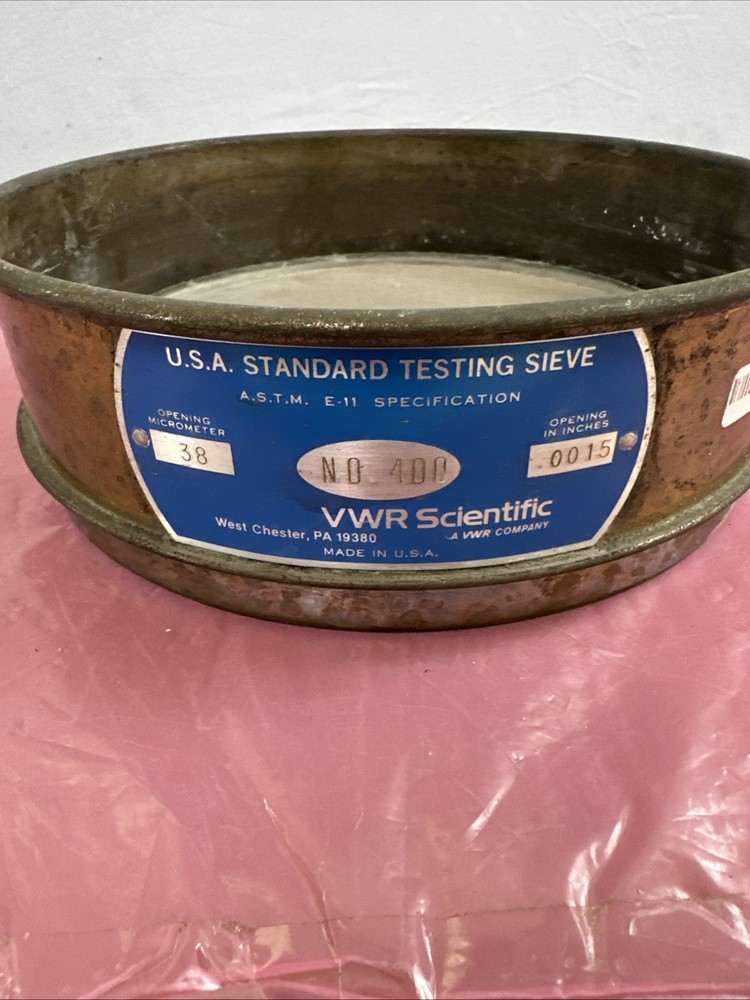 U.S.A. STANDARD TESTING SIEVE
A.S.T.M. E-11 SPECIFICATION
OPENING
MICROMETER
38
NO 400
OPENING
IN INCHES
.0015
VWR Scientific
A VWR COMPANY
West Chester, PA 19380
MADE IN U.S.A.